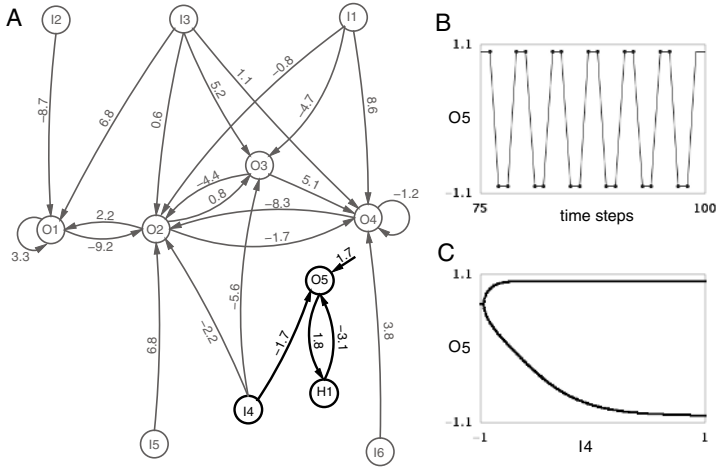 A
I2
I3
I1
−8.7
6.8
0.6
5.2
1.1
−0.8
−4.7
8.6
O3
−4.4
0.8
5.1
−1.2
O1
2.2
−9.2
3.3
O2
−8.3
−1.7
O4
−5.6
−2.2
6.8
3.8
1.7
O5
−1.7
1.8
−3.1
H1
I4
I5
I6
B
1.1
O5
−1.1
75
time steps
100
C
1.1
O5
−1.1
−1
I4
1